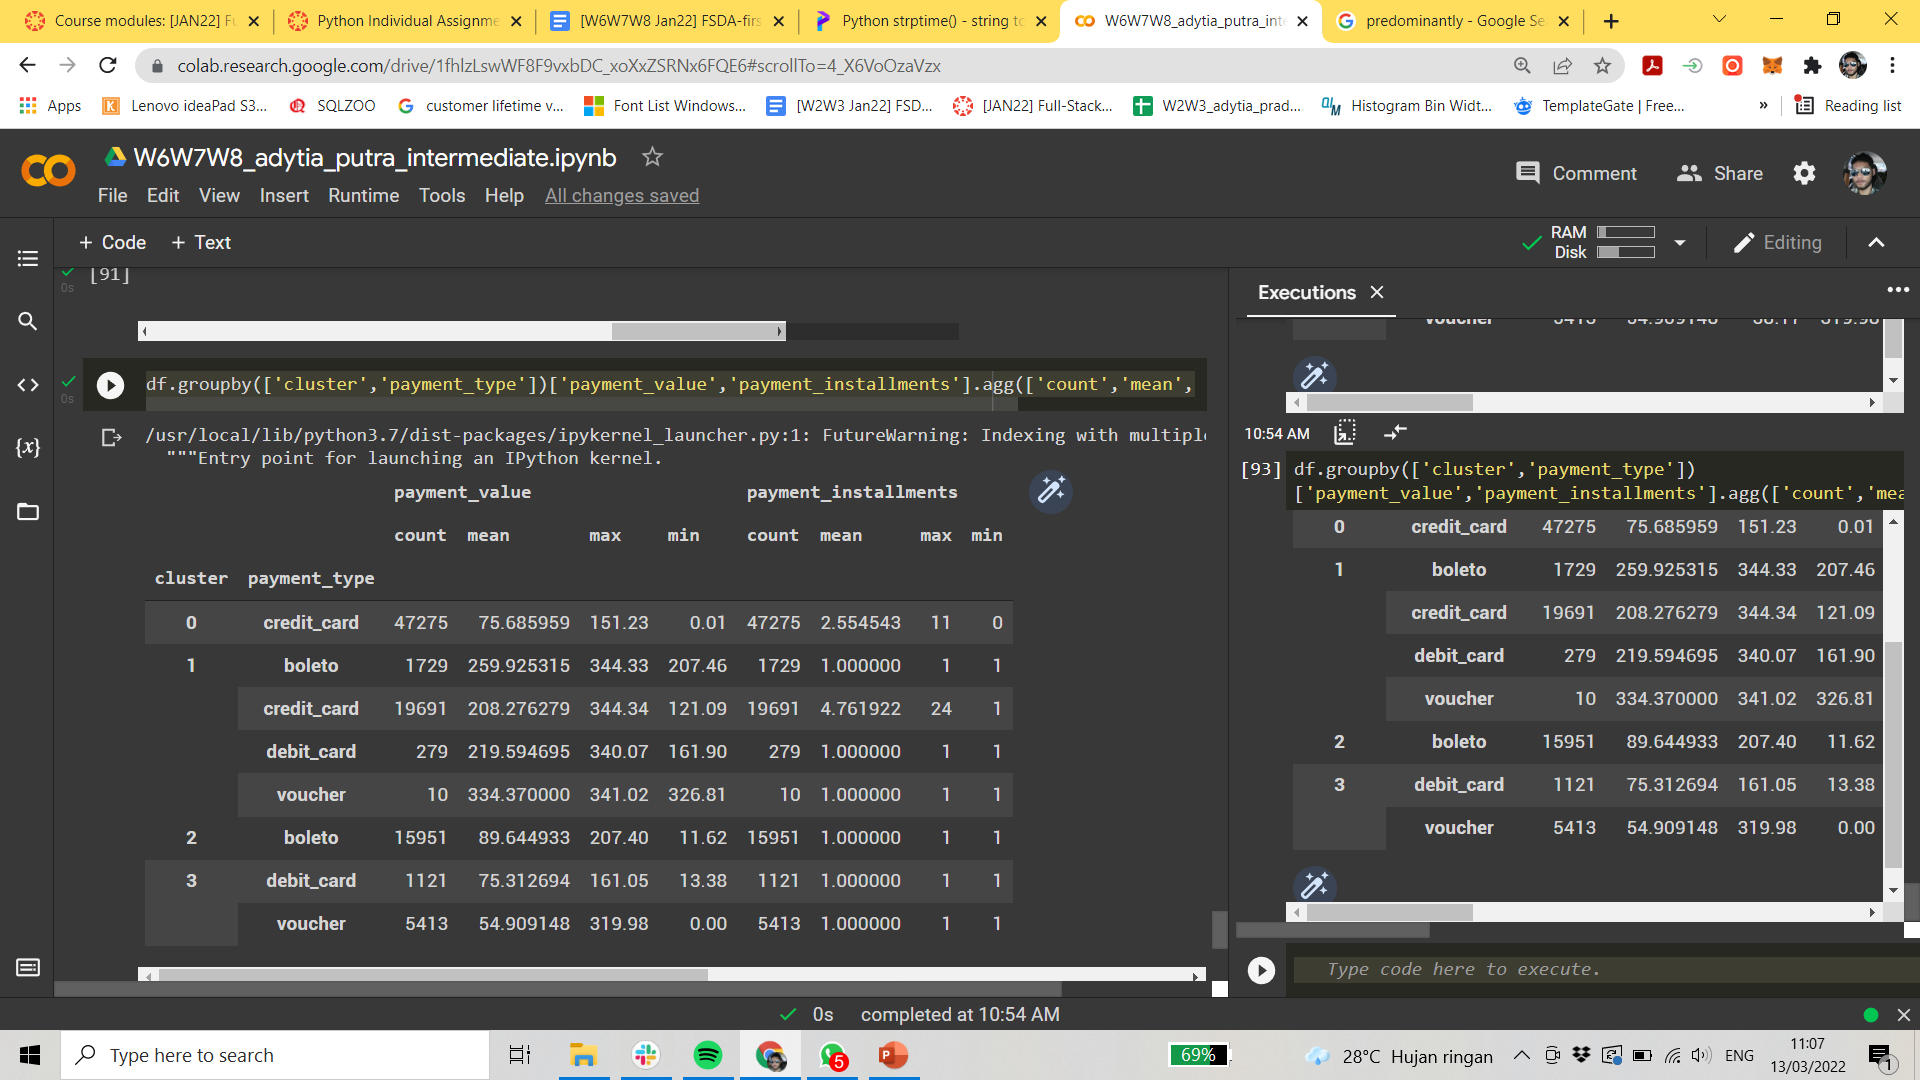 Course modules: [JAN22] Fu
Python Individual Assignme
[W6W7W8 Jan22] FSDA-firs
Python strptime() - string to
W6W7W8_adytia_putra_inte
predominantly - Google Se
colab.research.google.com/drive/1fhlzLswWF8F9vxbDC_xoXxZSRNx6FQE6#scrollTo=4_X6VoOzaVzx
Apps
Lenovo ideaPad S3...
SQLZOO
customer lifetime v...
Font List Windows...
[W2W3 Jan22] FSD...
[JAN22] Full-Stack...
W2W3_adytia_prad...
Histogram Bin Widt...
TemplateGate | Free...
»
Reading list
W6W7W8_adytia_putra_intermediate.ipynb
Comment
Share
File Edit View Insert Runtime Tools Help All changes saved
+ Code + Text
RAM
Disk
Editing
[91]
0s
Executions
df.groupby(['cluster','payment_type'])['payment_value','payment_installments'].agg(['count','mean',
0s
/usr/local/lib/python3.7/dist-packages/ipykernel_launcher.py:1: FutureWarning: Indexing with multipl
"""Entry point for launching an IPython kernel.
payment_value payment_installments
count mean max min count mean max min
cluster payment_type
0 credit_card 47275 75.685959 151.23 0.01 47275 2.554543 11 0
1 boleto 1729 259.925315 344.33 207.46 1729 1.000000 1 1
credit_card 19691 208.276279 344.34 121.09 19691 4.761922 24 1
debit_card 279 219.594695 340.07 161.90 279 1.000000 1 1
voucher 10 334.370000 341.02 326.81 10 1.000000 1 1
2 boleto 15951 89.644933 207.40 11.62 15951 1.000000 1 1
3 debit_card 1121 75.312694 161.05 13.38 1121 1.000000 1 1
voucher 5413 54.909148 319.98 0.00 5413 1.000000 1 1
voucher 5413 54.909148 38.17 319.98
10:54 AM
[93] df.groupby(['cluster','payment_type'])
['payment_value','payment_installments'].agg(['count','mea
0 credit_card 47275 75.685959 151.23 0.01
1 boleto 1729 259.925315 344.33 207.46
credit_card 19691 208.276279 344.34 121.09
debit_card 279 219.594695 340.07 161.90
voucher 10 334.370000 341.02 326.81
2 boleto 15951 89.644933 207.40 11.62
3 debit_card 1121 75.312694 161.05 13.38
voucher 5413 54.909148 319.98 0.00
Type code here to execute.
0s completed at 10:54 AM
Type here to search
5
69%
28°C Hujan ringan
ENG
11:07
13/03/2022
1